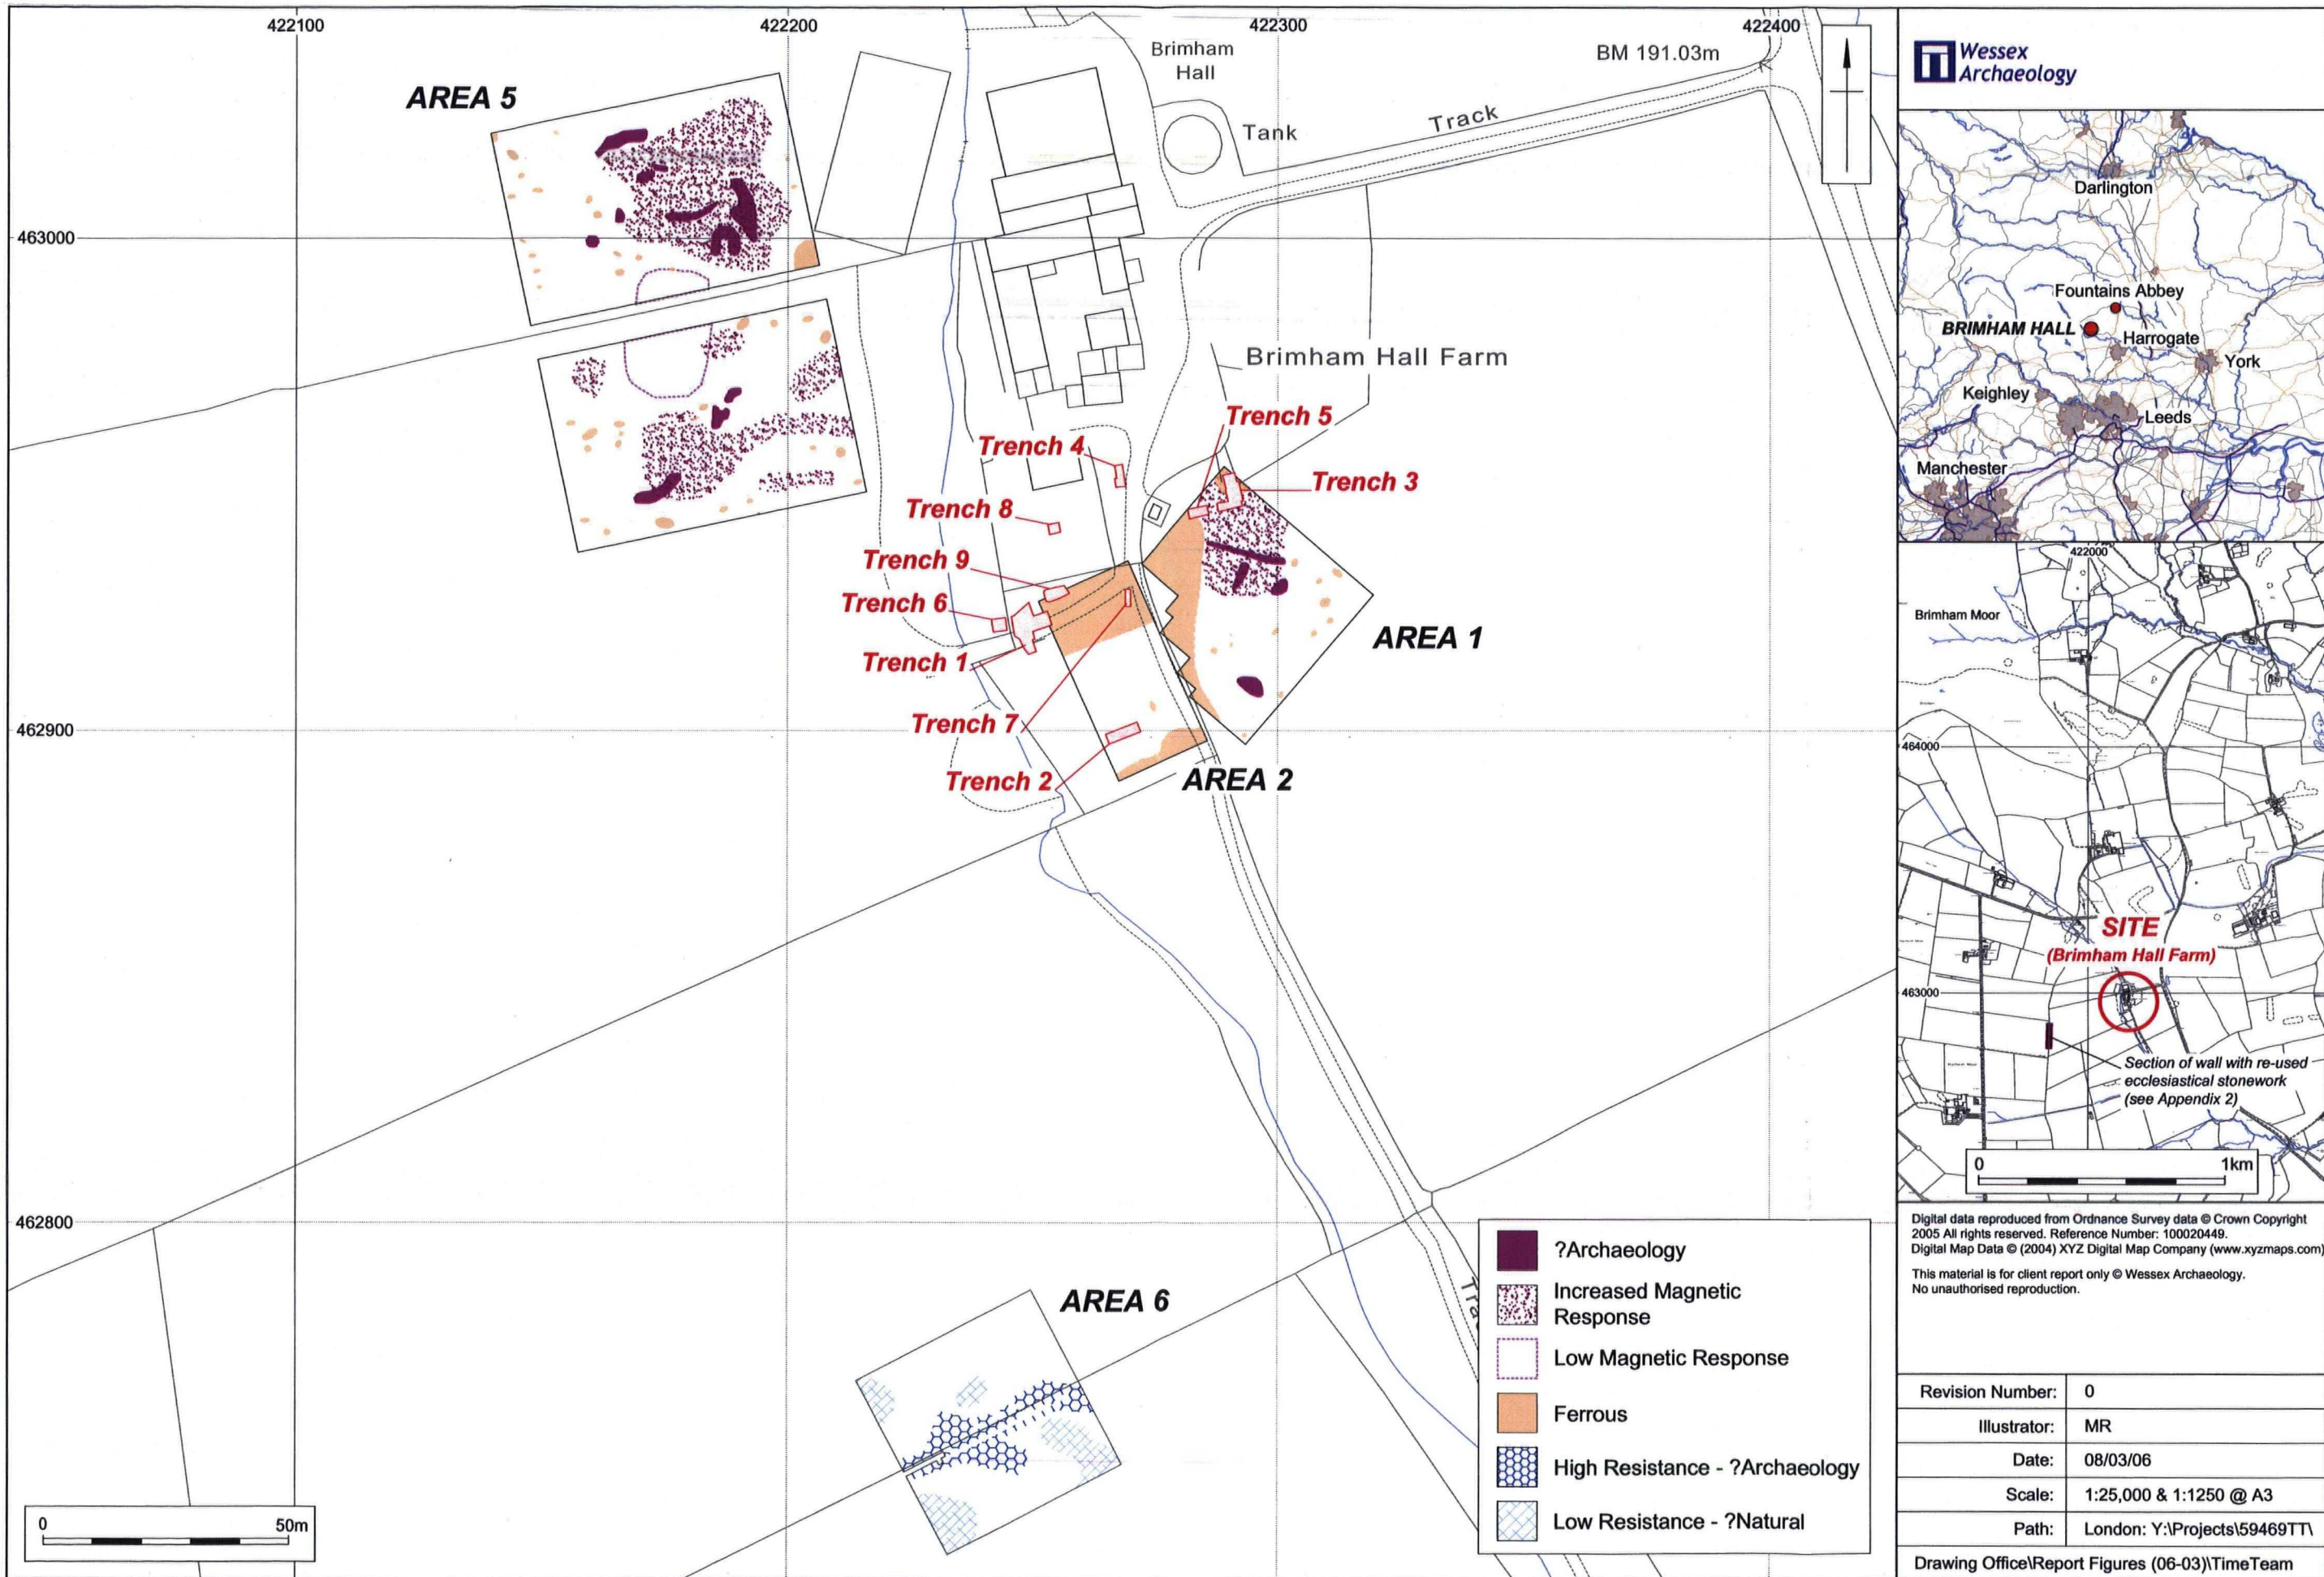 422100
422200
422300
422400
463000
462900
462800
AREA 5
Brimham
Hall
Tank
Track
BM 191.03m
Brimham Hall Farm
Trench 5
Trench 4
Trench 3
Trench 8
Trench 9
Trench 6
Trench 1
Trench 7
Trench 2
AREA 1
AREA 2
AREA 6
0 50m
?Archaeology
Increased Magnetic
Response
Low Magnetic Response
Ferrous
High Resistance - ?Archaeology
Low Resistance - ?Natural
Wessex
Archaeology
Darlington
Fountains Abbey
BRIMHAM HALL
Harrogate
York
Keighley
Leeds
Manchester
422000
Brimham Moor
464000
SITE
(Brimham Hall Farm)
463000
Section of wall with re-used
ecclesiastical stonework
(see Appendix 2)
0 1km
Digital data reproduced from Ordnance Survey data © Crown Copyright
2005 All rights reserved. Reference Number: 100020449.
Digital Map Data © (2004) XYZ Digital Map Company (www.xyzmaps.com)
This material is for client report only © Wessex Archaeology.
No unauthorised reproduction.
Revision Number: 0
Illustrator: MR
Date: 08/03/06
Scale: 1:25,000 & 1:1250 @ A3
Path: London: Y:\Projects\59469TT\
Drawing Office\Report Figures (06-03)\TimeTeam